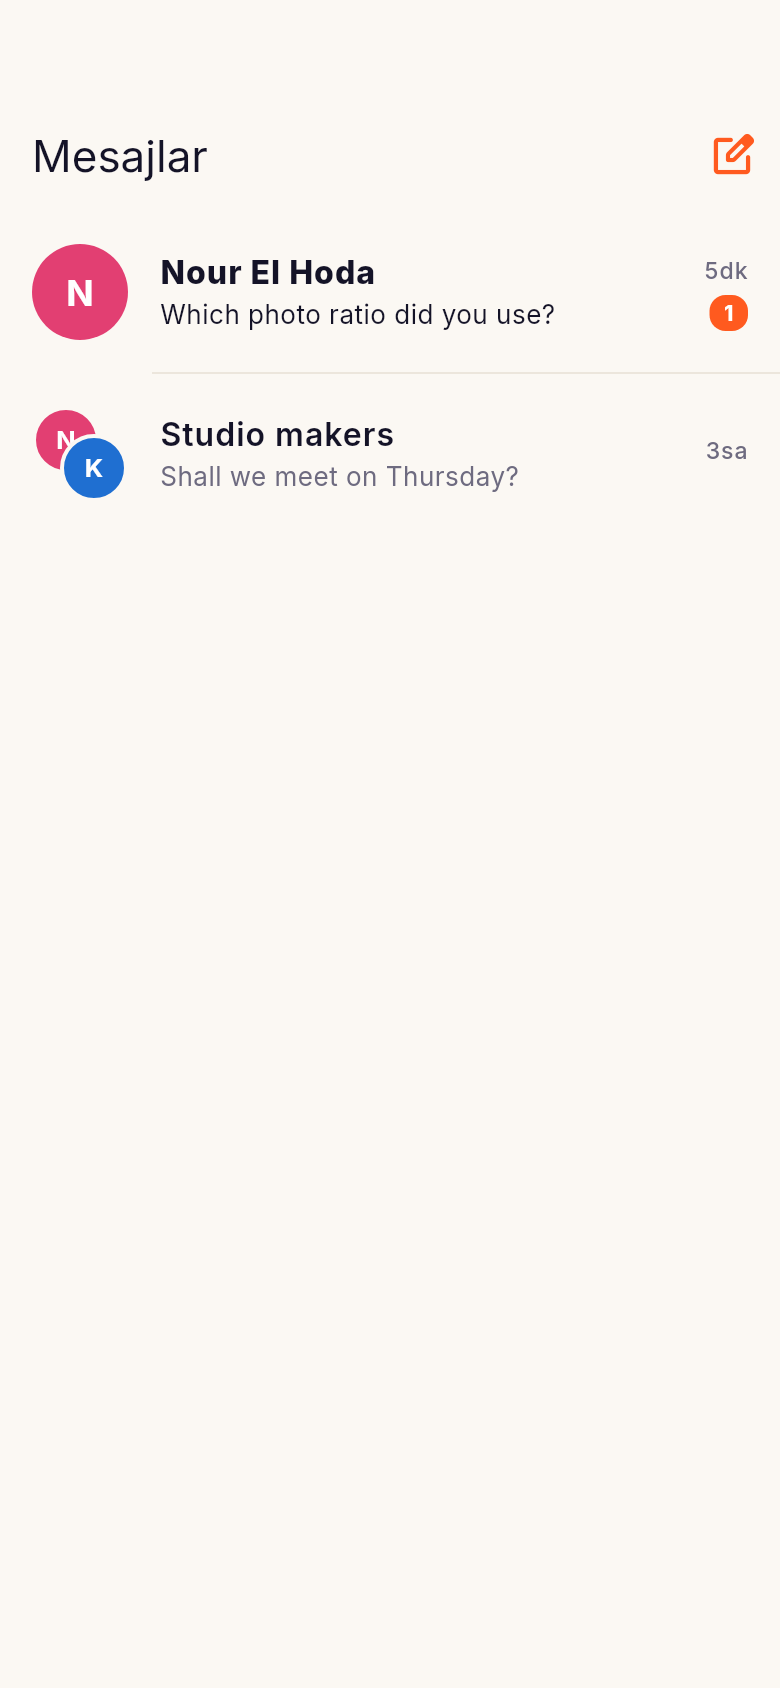 Mesajlar
N
Nour El Hoda
5dk
Which photo ratio did you use?
1
N
K
Studio makers
Shall we meet on Thursday?
3sa